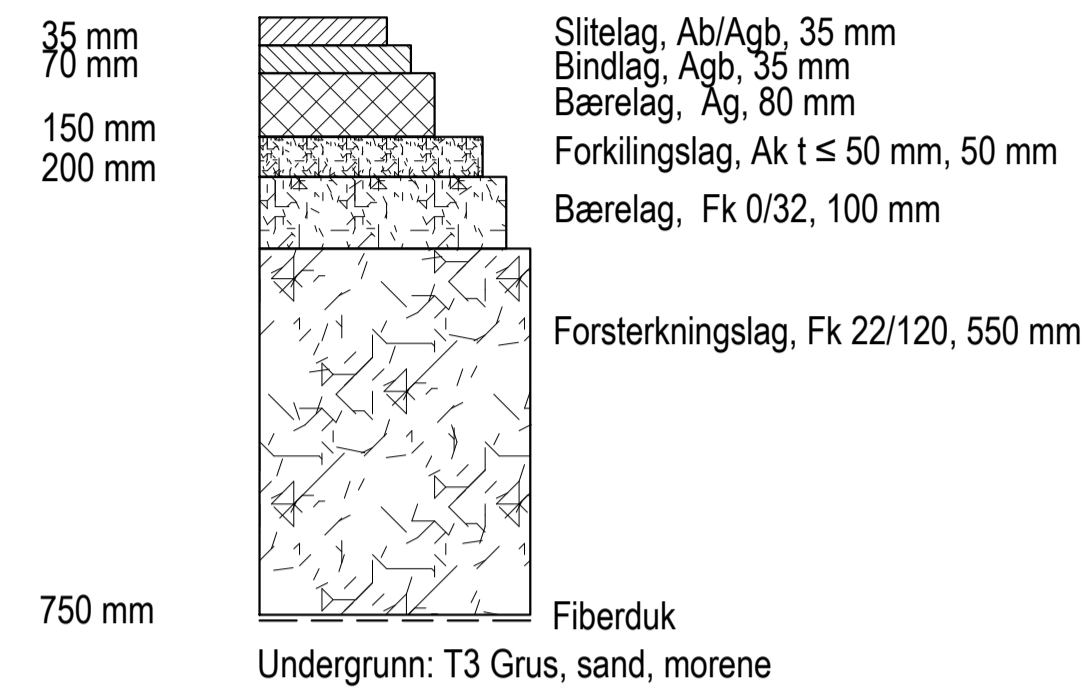 35 mm
70 mm
150 mm
200 mm
750 mm
Slitelag, Ab/Agb, 35 mm
Bindlag, Agb, 35 mm
Bærelag, Ag, 80 mm
Forkilingslag, Ak t ≤ 50 mm, 50 mm
Bærelag, Fk 0/32, 100 mm
Forsterkningslag, Fk 22/120, 550 mm
Fiberduk
Undergrunn: T3 Grus, sand, morene